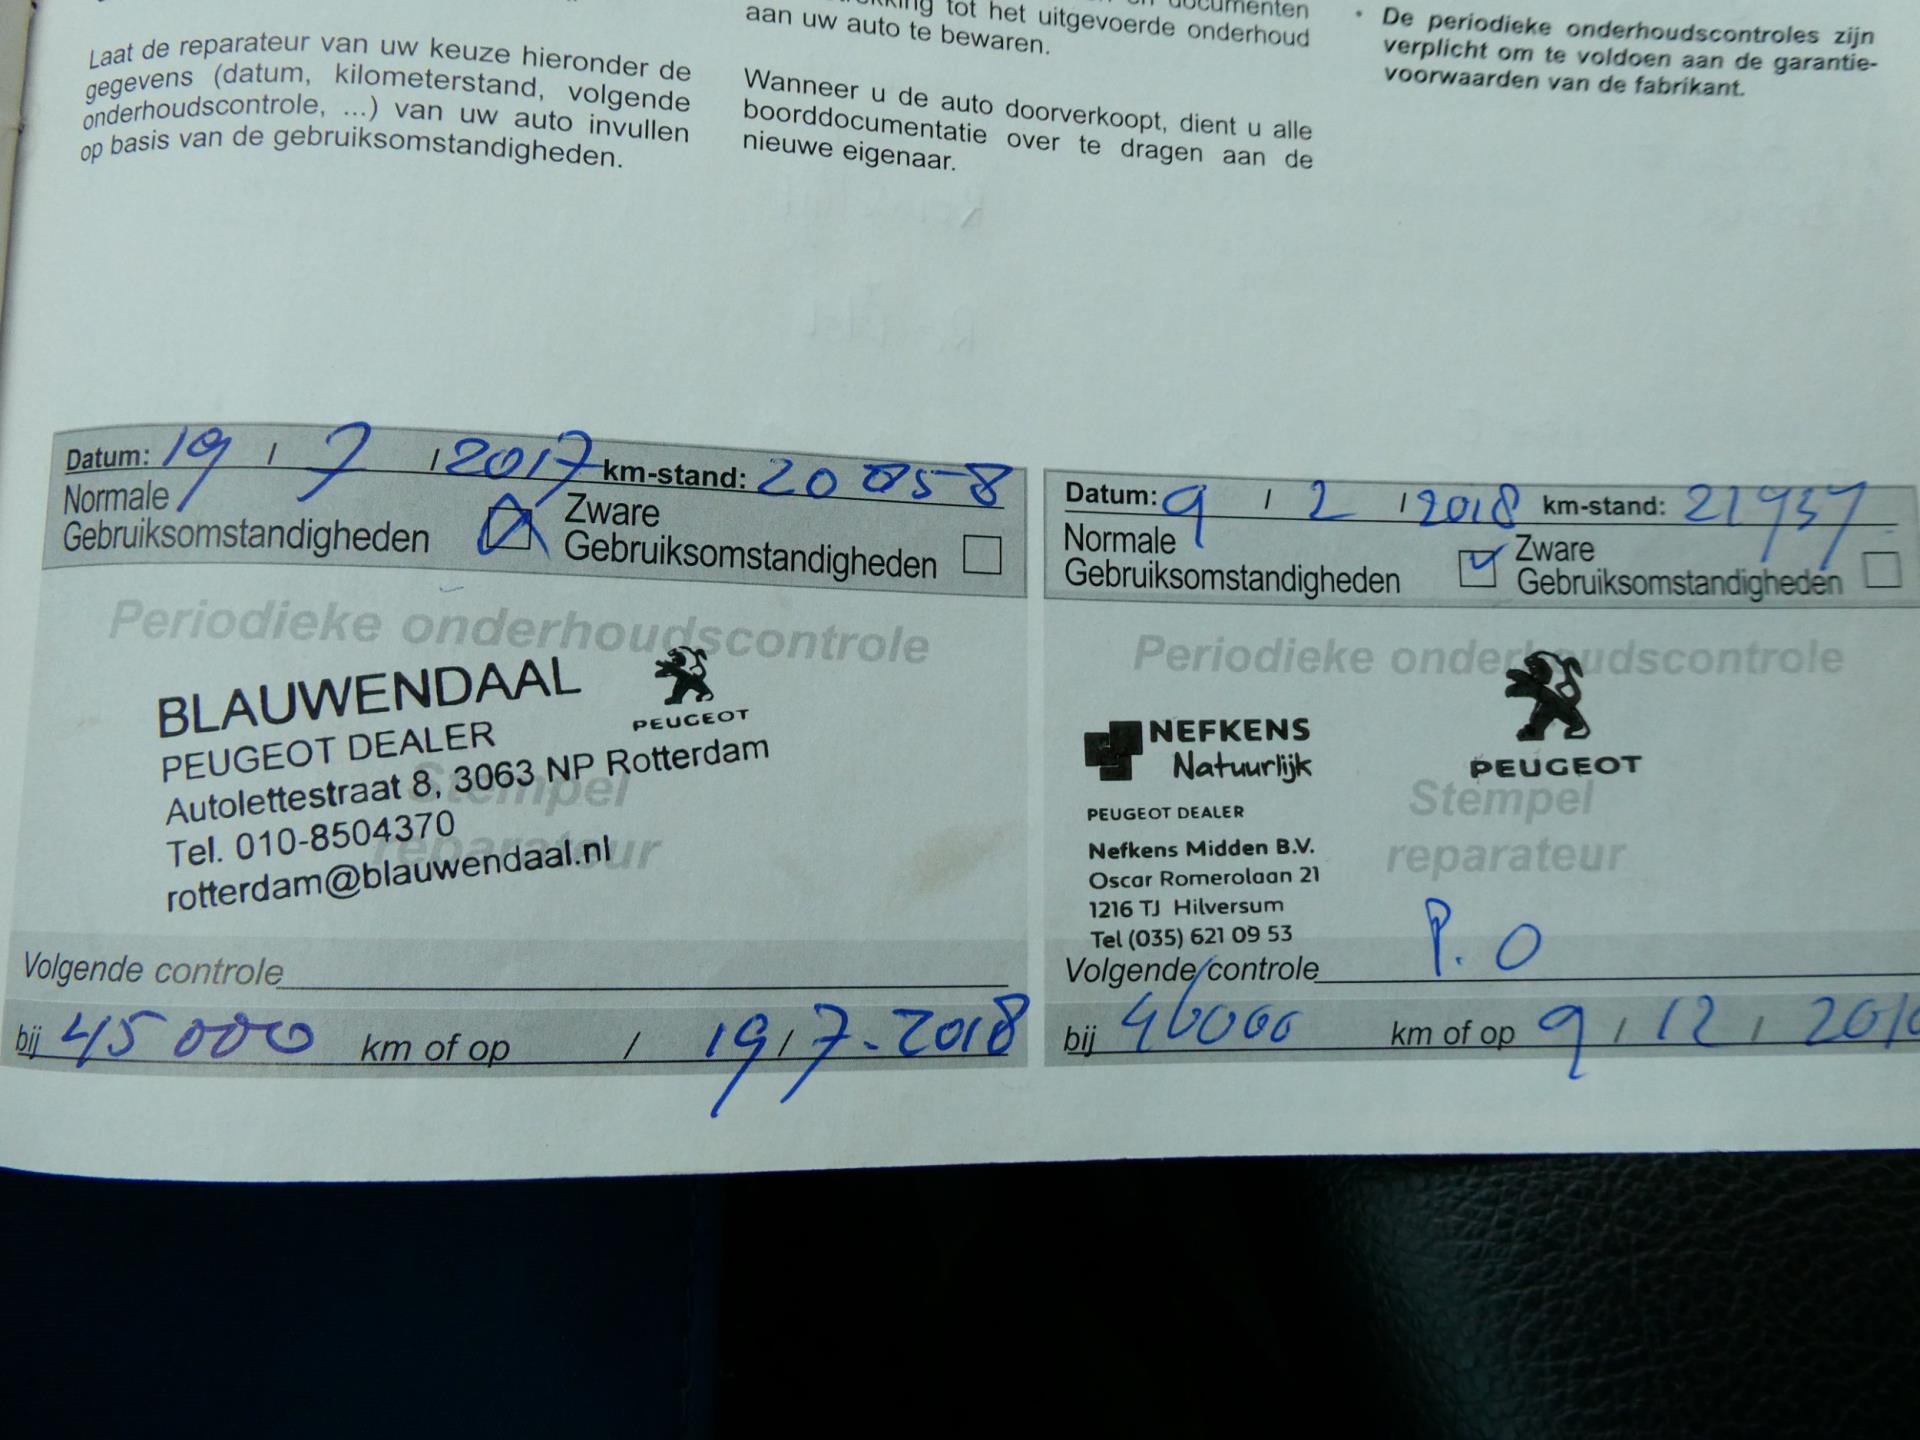 Laat de reparateur van uw keuze hieronder de
gegevens (datum, kilometerstand, volgende
onderhoudscontrole, ...) van uw auto invullen
op basis van de gebruiksomstandigheden.
documenten
tot het uitgevoerde onderhoud
aan uw auto te bewaren.
Wanneer u de auto doorverkoopt, dient u alle
boorddocumentatie over te dragen aan de
nieuwe eigenaar.
• De periodieke onderhoudscontroles zijn
verplicht om te voldoen aan de garantie-
voorwaarden van de fabrikant.
Datum: 19 / 7 / 2017 km-stand: 20 858
Normale
Gebruiksomstandigheden
Zware
Gebruiksomstandigheden
Periodieke onderhoudscontrole
BLAUWENDAAL
PEUGEOT
PEUGEOT DEALER
Autolettestraat 8, 3063 NP Rotterdam
Tel. 010-8504370
rotterdam@blauwendaal.nl
Stempel
reparateur
Volgende controle
bij 45 000 km of op / 19 / 7 - 2018
Datum: 9 / 2 / 2018 km-stand:
Normale
Gebruiksomstandigheden
Zware
Gebruiksomstandigheden
Periodieke onderhoudscontrole
NEFKENS
Natuurlijk
PEUGEOT
PEUGEOT DEALER
Nefkens Midden B.V.
Oscar Romerolaan 21
1216 TJ Hilversum
Tel (035) 621 09 53
Stempel
reparateur
Volgende controle P. O
bij 46000 km of op 9 / 12 /